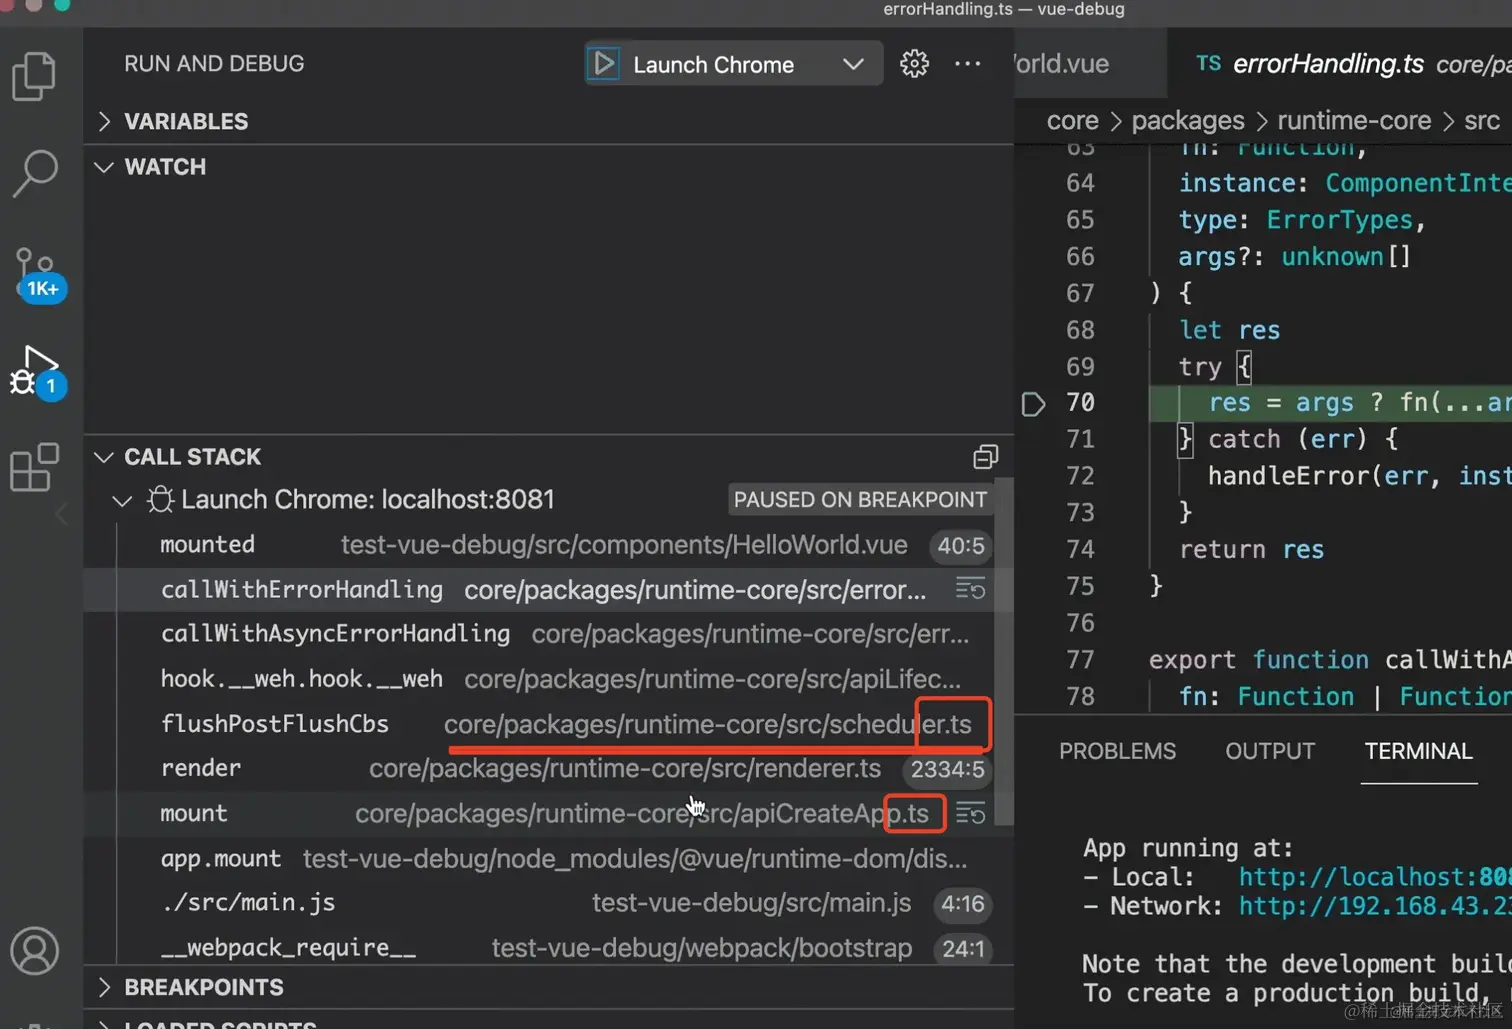 errorHandling.ts — vue-debug
RUN AND DEBUG
Launch Chrome
VARIABLES
WATCH
1K+
1
CALL STACK
Launch Chrome: localhost:8081
PAUSED ON BREAKPOINT
mounted test-vue-debug/src/components/HelloWorld.vue 40:5
callWithErrorHandling core/packages/runtime-core/src/error...
callWithAsyncErrorHandling core/packages/runtime-core/src/err...
hook.__weh.hook.__weh core/packages/runtime-core/src/apiLifec...
flushPostFlushCbs core/packages/runtime-core/src/scheduler.ts
render core/packages/runtime-core/src/renderer.ts 2334:5
mount core/packages/runtime-core/src/apiCreateApp.ts
app.mount test-vue-debug/node_modules/@vue/runtime-dom/dis...
./src/main.js test-vue-debug/src/main.js 4:16
__webpack_require__ test-vue-debug/webpack/bootstrap 24:1
BREAKPOINTS
LOADED SCRIPTS
orld.vue
TS errorHandling.ts core/pa
core > packages > runtime-core > src
63 fn: Function,
64 instance: ComponentInte
65 type: ErrorTypes,
66 args?: unknown[]
67 ) {
68 let res
69 try {
70 res = args ? fn(...ar
71 } catch (err) {
72 handleError(err, inst
73 }
74 return res
75 }
76
77 export function callWithA
78 fn: Function | Function
PROBLEMS OUTPUT TERMINAL
App running at:
- Local: http://localhost:808
- Network: http://192.168.43.23
Note that the development buil
To create a production build,
@稀土掘金技术社区